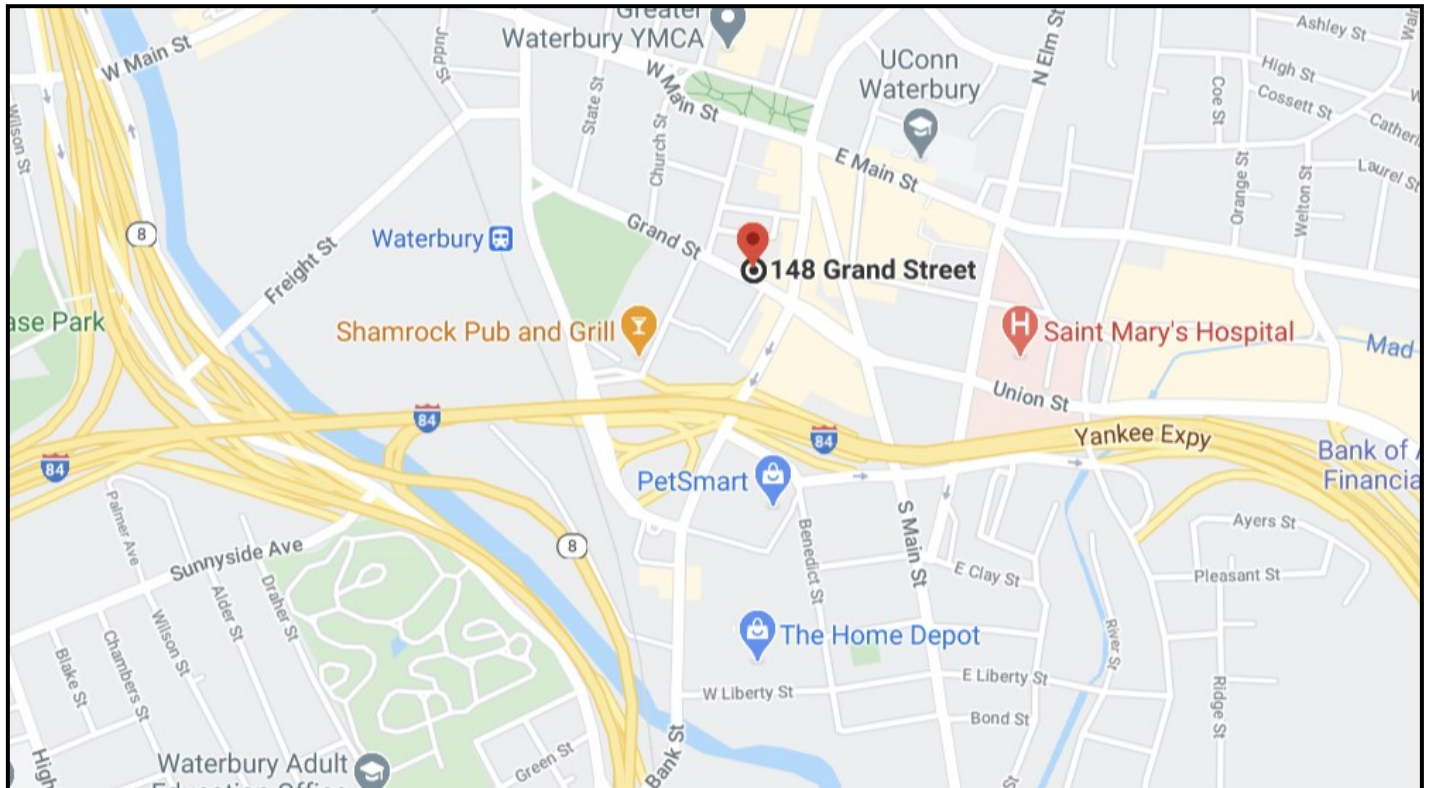 Greater
Waterbury YMCA
W Main St
Judd St
State St
W Main St
Church St
UConn
Waterbury
N Elm St
Ashley St
High St
Coe St
Cossett St
Laurel St
Orange St
Welton St
Wilson St
E Main St
8
Waterbury
Grand St
Freight St
148 Grand Street
ase Park
Shamrock Pub and Grill
H
Saint Mary's Hospital
Mad
Union St
84
84
84
Yankee Expy
Bank of
Financia
PetSmart
Palmer Ave
Sunnyside Ave
8
Benedict St
S Main St
Ayers St
E Clay St
Pleasant St
Alder St
Draher St
Wilson St
Chambers St
Blake St
The Home Depot
River St
W Liberty St
E Liberty St
Bond St
Ridge St
Bank St
Green St
High
Waterbury Adult
Education Office